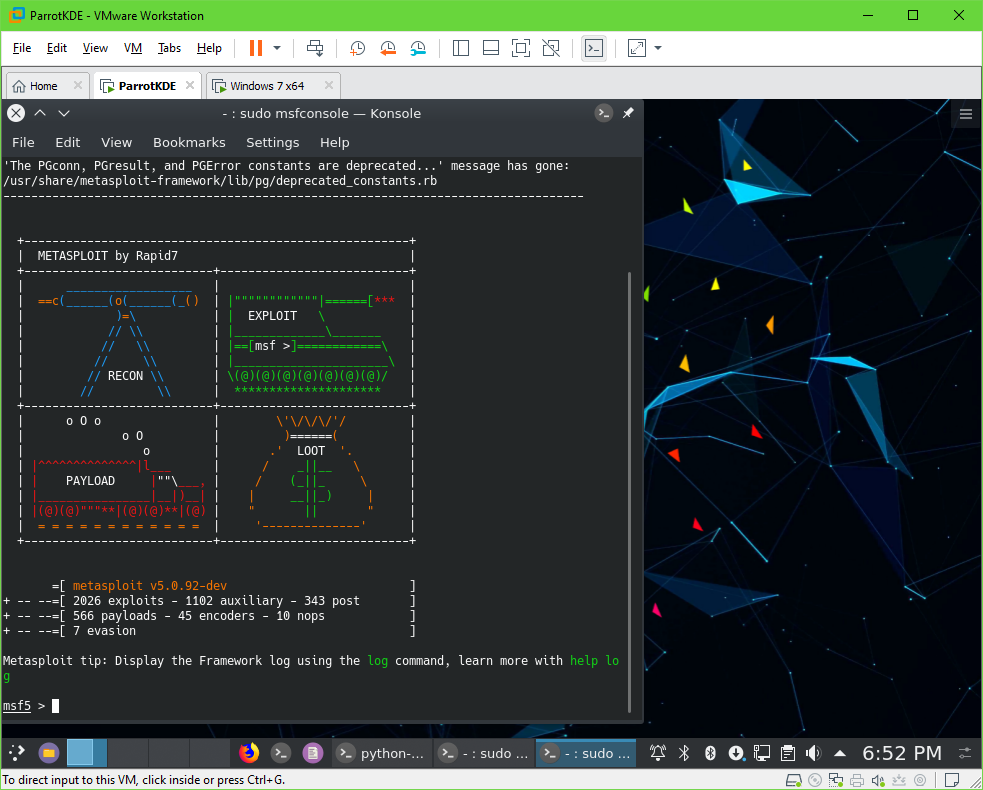 ParrotKDE - VMware Workstation
File Edit View VM Tabs Help
Home ParrotKDE Windows 7 x64
- : sudo msfconsole — Konsole
File Edit View Bookmarks Settings Help
'The PGconn, PGresult, and PGError constants are deprecated...' message has gone:
/usr/share/metasploit-framework/lib/pg/deprecated_constants.rb
METASPLOIT by Rapid7
EXPLOIT
==[msf >]============\
RECON
o O o
o O
o
LOOT
PAYLOAD
=[ metasploit v5.0.92-dev ]
+ -- --=[ 2026 exploits - 1102 auxiliary - 343 post ]
+ -- --=[ 566 payloads - 45 encoders - 10 nops ]
+ -- --=[ 7 evasion ]
Metasploit tip: Display the Framework log using the log command, learn more with help lo
g
msf5 >
python-... - : sudo ... - : sudo ... 6:52 PM
To direct input to this VM, click inside or press Ctrl+G.